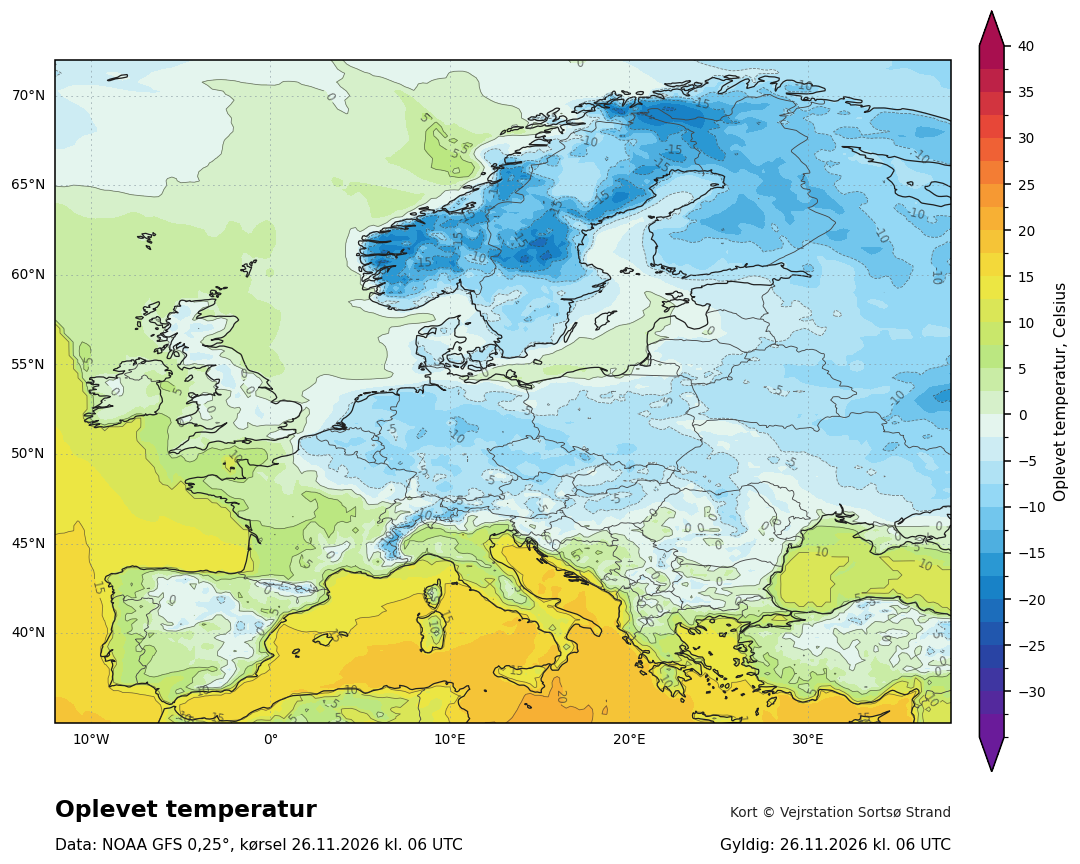 40
35
30
25
20
15
10
5
0
−5
−10
−15
−20
−25
−30
Oplevet temperatur, Celsius
70°N
65°N
60°N
55°N
50°N
45°N
40°N
10°W 0° 10°E 20°E 30°E
Oplevet temperatur
Kort © Vejrstation Sortsø Strand
Data: NOAA GFS 0,25°, kørsel 26.11.2026 kl. 06 UTC
Gyldig: 26.11.2026 kl. 06 UTC